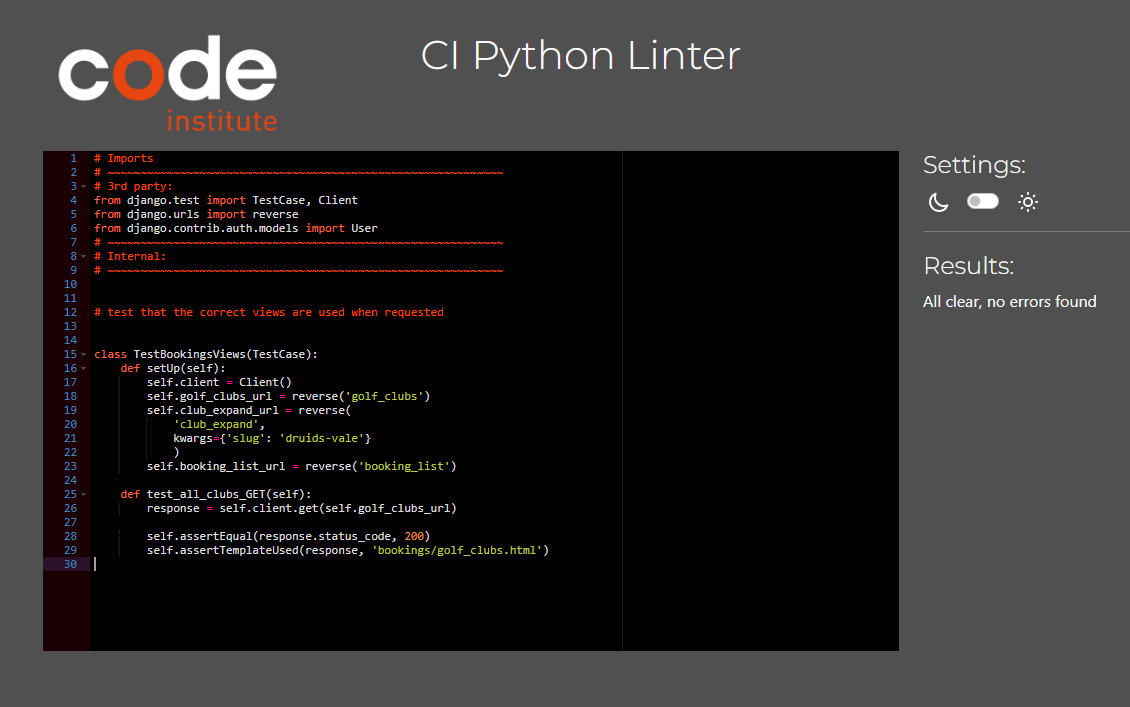 code
institute
CI Python Linter
1 # Imports
2 # ~~~~~~~~~~~~~~~~~~~~~~~~~~~~~~~~~~~~~~~~~~~~~~~~~~~~~~~~~~~~
3 # 3rd party:
4 from django.test import TestCase, Client
5 from django.urls import reverse
6 from django.contrib.auth.models import User
7 # ~~~~~~~~~~~~~~~~~~~~~~~~~~~~~~~~~~~~~~~~~~~~~~~~~~~~~~~~~~~~
8 # Internal:
9 # ~~~~~~~~~~~~~~~~~~~~~~~~~~~~~~~~~~~~~~~~~~~~~~~~~~~~~~~~~~~~
10
11
12 # test that the correct views are used when requested
13
14
15 class TestBookingsViews(TestCase):
16     def setUp(self):
17         self.client = Client()
18         self.golf_clubs_url = reverse('golf_clubs')
19         self.club_expand_url = reverse(
20             'club_expand',
21             kwargs={'slug': 'druids-vale'}
22             )
23         self.booking_list_url = reverse('booking_list')
24
25     def test_all_clubs_GET(self):
26         response = self.client.get(self.golf_clubs_url)
27
28         self.assertEqual(response.status_code, 200)
29         self.assertTemplateUsed(response, 'bookings/golf_clubs.html')
30
Settings:
Results:
All clear, no errors found